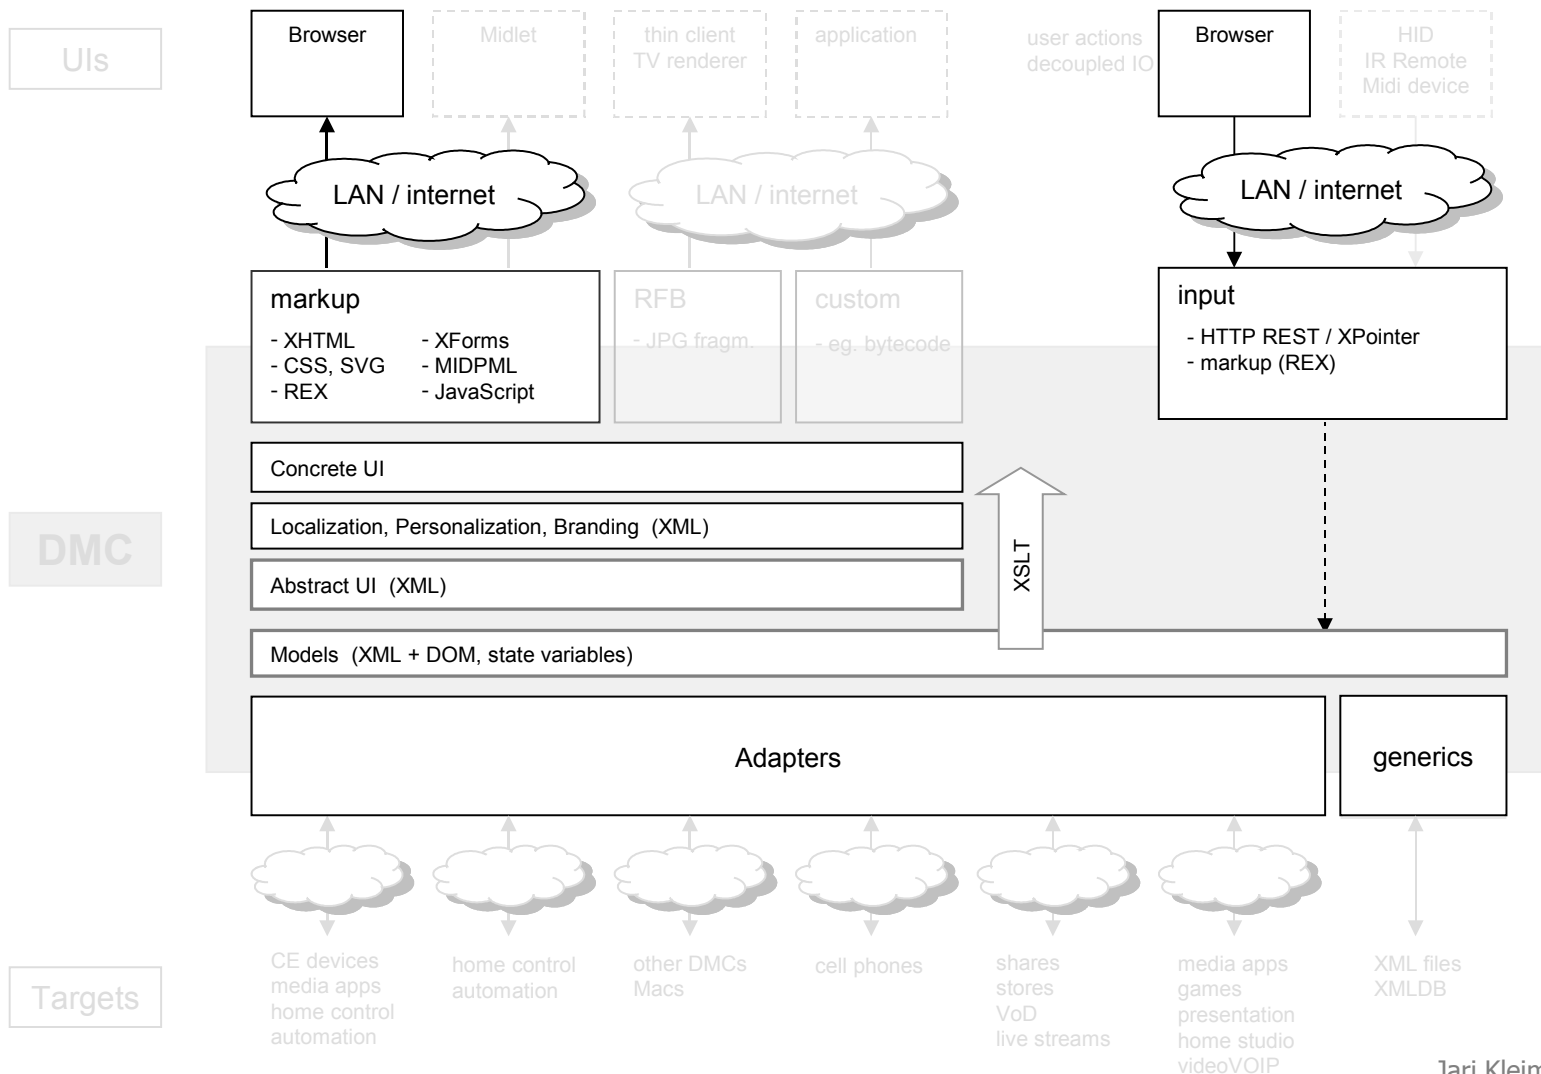 UIs
Browser
Midlet
thin client
TV renderer
application
user actions
decoupled IO
Browser
HID
IR Remote
Midi device
LAN / internet
LAN / internet
LAN / internet
markup
- XHTML
- CSS, SVG
- REX
- XForms
- MIDPML
- JavaScript
RFB
- JPG fragm.
custom
- eg. bytecode
input
- HTTP REST / XPointer
- markup (REX)
DMC
Concrete UI
Localization, Personalization, Branding (XML)
Abstract UI (XML)
XSLT
Models (XML + DOM, state variables)
Adapters
generics
Targets
CE devices
media apps
home control
automation
home control
automation
other DMCs
Macs
cell phones
shares
stores
VoD
live streams
media apps
games
presentation
home studio
videoVOIP
XML files
XMLDB
Jari